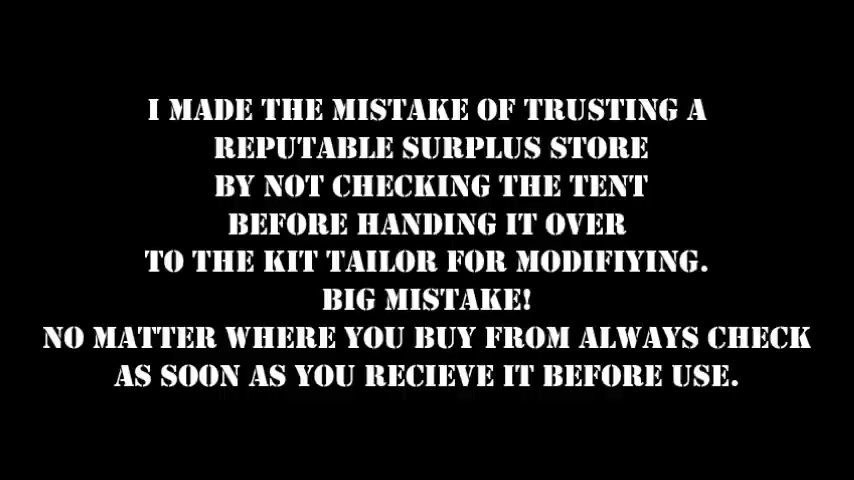 I MADE THE MISTAKE OF TRUSTING A
REPUTABLE SURPLUS STORE
BY NOT CHECKING THE TENT
BEFORE HANDING IT OVER
TO THE KIT TAILOR FOR MODIFIYING.
BIG MISTAKE!
NO MATTER WHERE YOU BUY FROM ALWAYS CHECK
AS SOON AS YOU RECIEVE IT BEFORE USE.